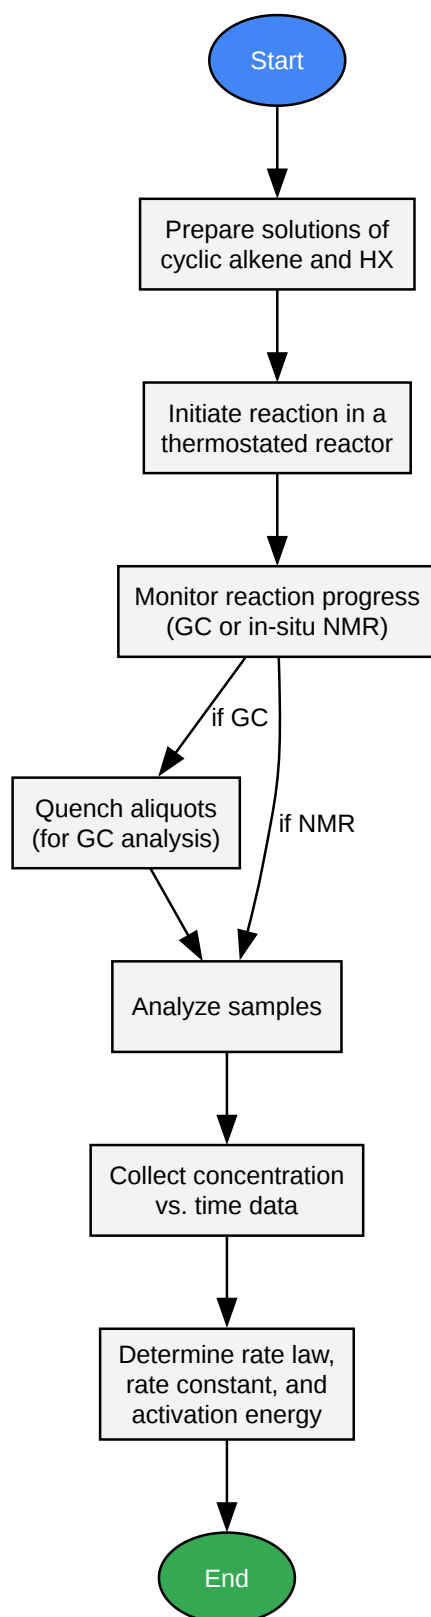 Start
Prepare solutions of
cyclic alkene and HX
Initiate reaction in a
thermostated reactor
Monitor reaction progress
(GC or in-situ NMR)
if GC
Quench aliquots
(for GC analysis)
if NMR
Analyze samples
Collect concentration
vs. time data
Determine rate law,
rate constant, and
activation energy
End